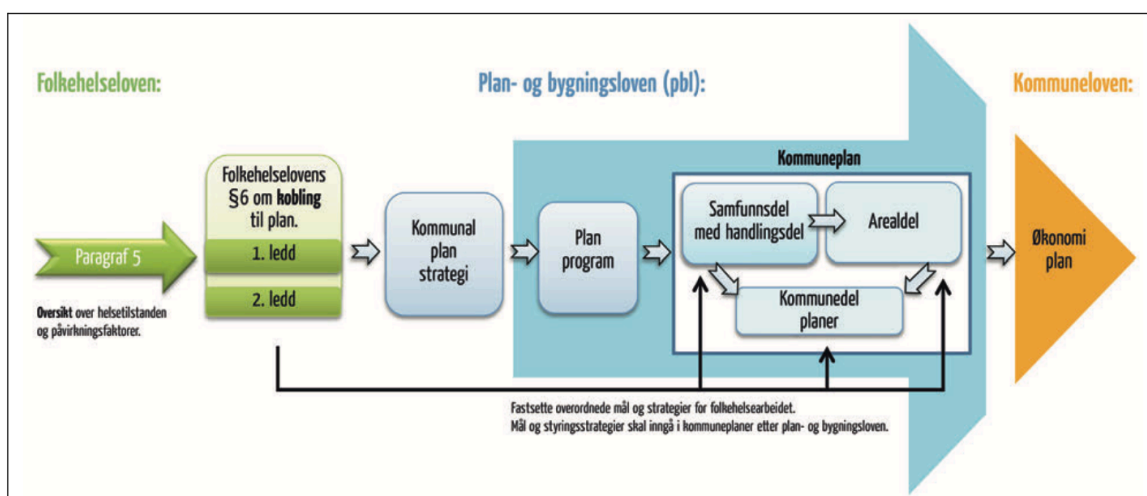 Folkehelseloven:
Plan- og bygningsloven (pbl):
Kommuneloven:
Paragraf 5
Oversikt over helsetilstanden
og påvirkningsfaktorer.
Folkehelselovens
§6 om kobling
til plan.
1. ledd
2. ledd
Kommunal
plan
strategi
Plan
program
Kommuneplan
Samfunnsdel
med handlingsdel
Arealdel
Kommunedel
planer
Økonomi
plan
Fastsette overordnede mål og strategier for folkehelsearbeidet.
Mål og styringsstrategier skal inngå i kommuneplaner etter plan- og bygningsloven.